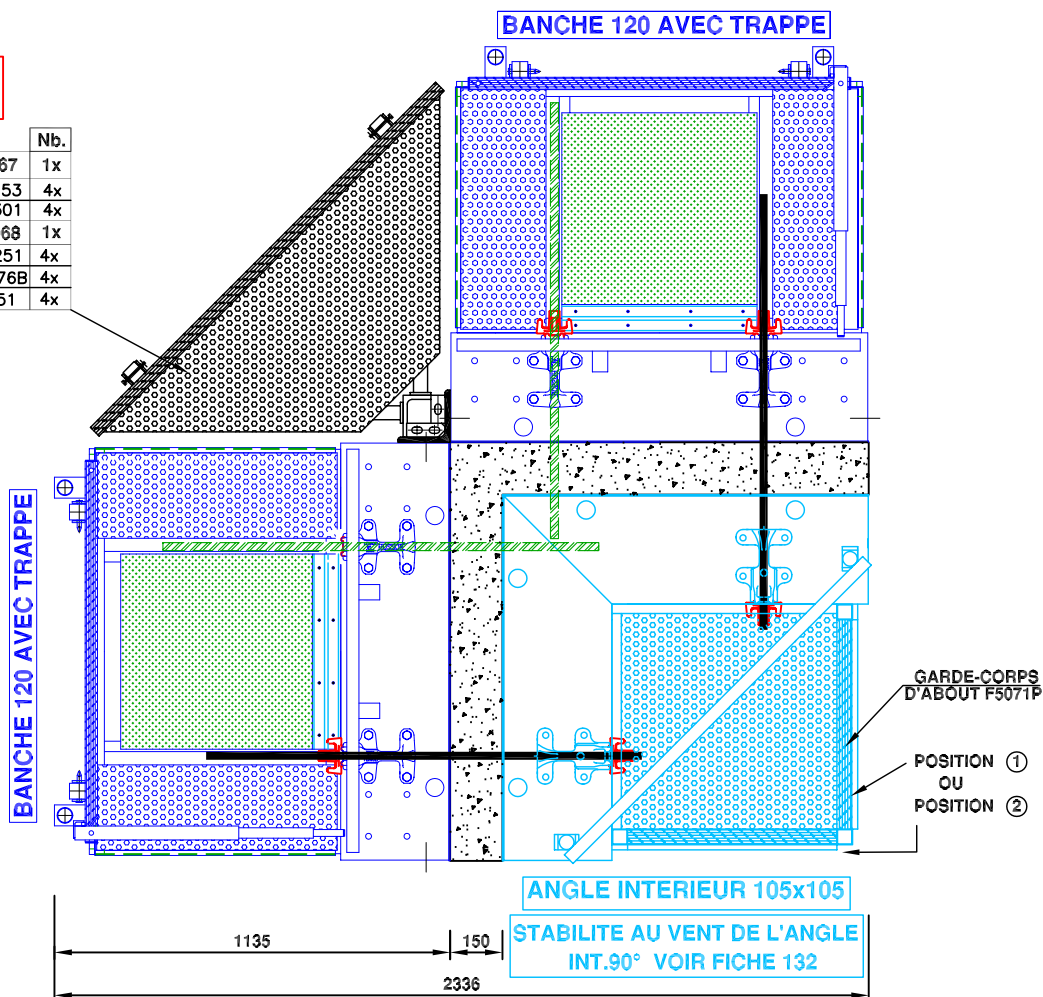 BANCHE 120 AVEC TRAPPE
Nb.
67 1x
53 4x
501 4x
068 1x
251 4x
76B 4x
51 4x
BANCHE 120 AVEC TRAPPE
GARDE-CORPS
D'ABOUT F5071P
POSITION ①
OU
POSITION ②
ANGLE INTERIEUR 105x105
STABILITE AU VENT DE L'ANGLE
INT.90° VOIR FICHE 132
1135
150
2336